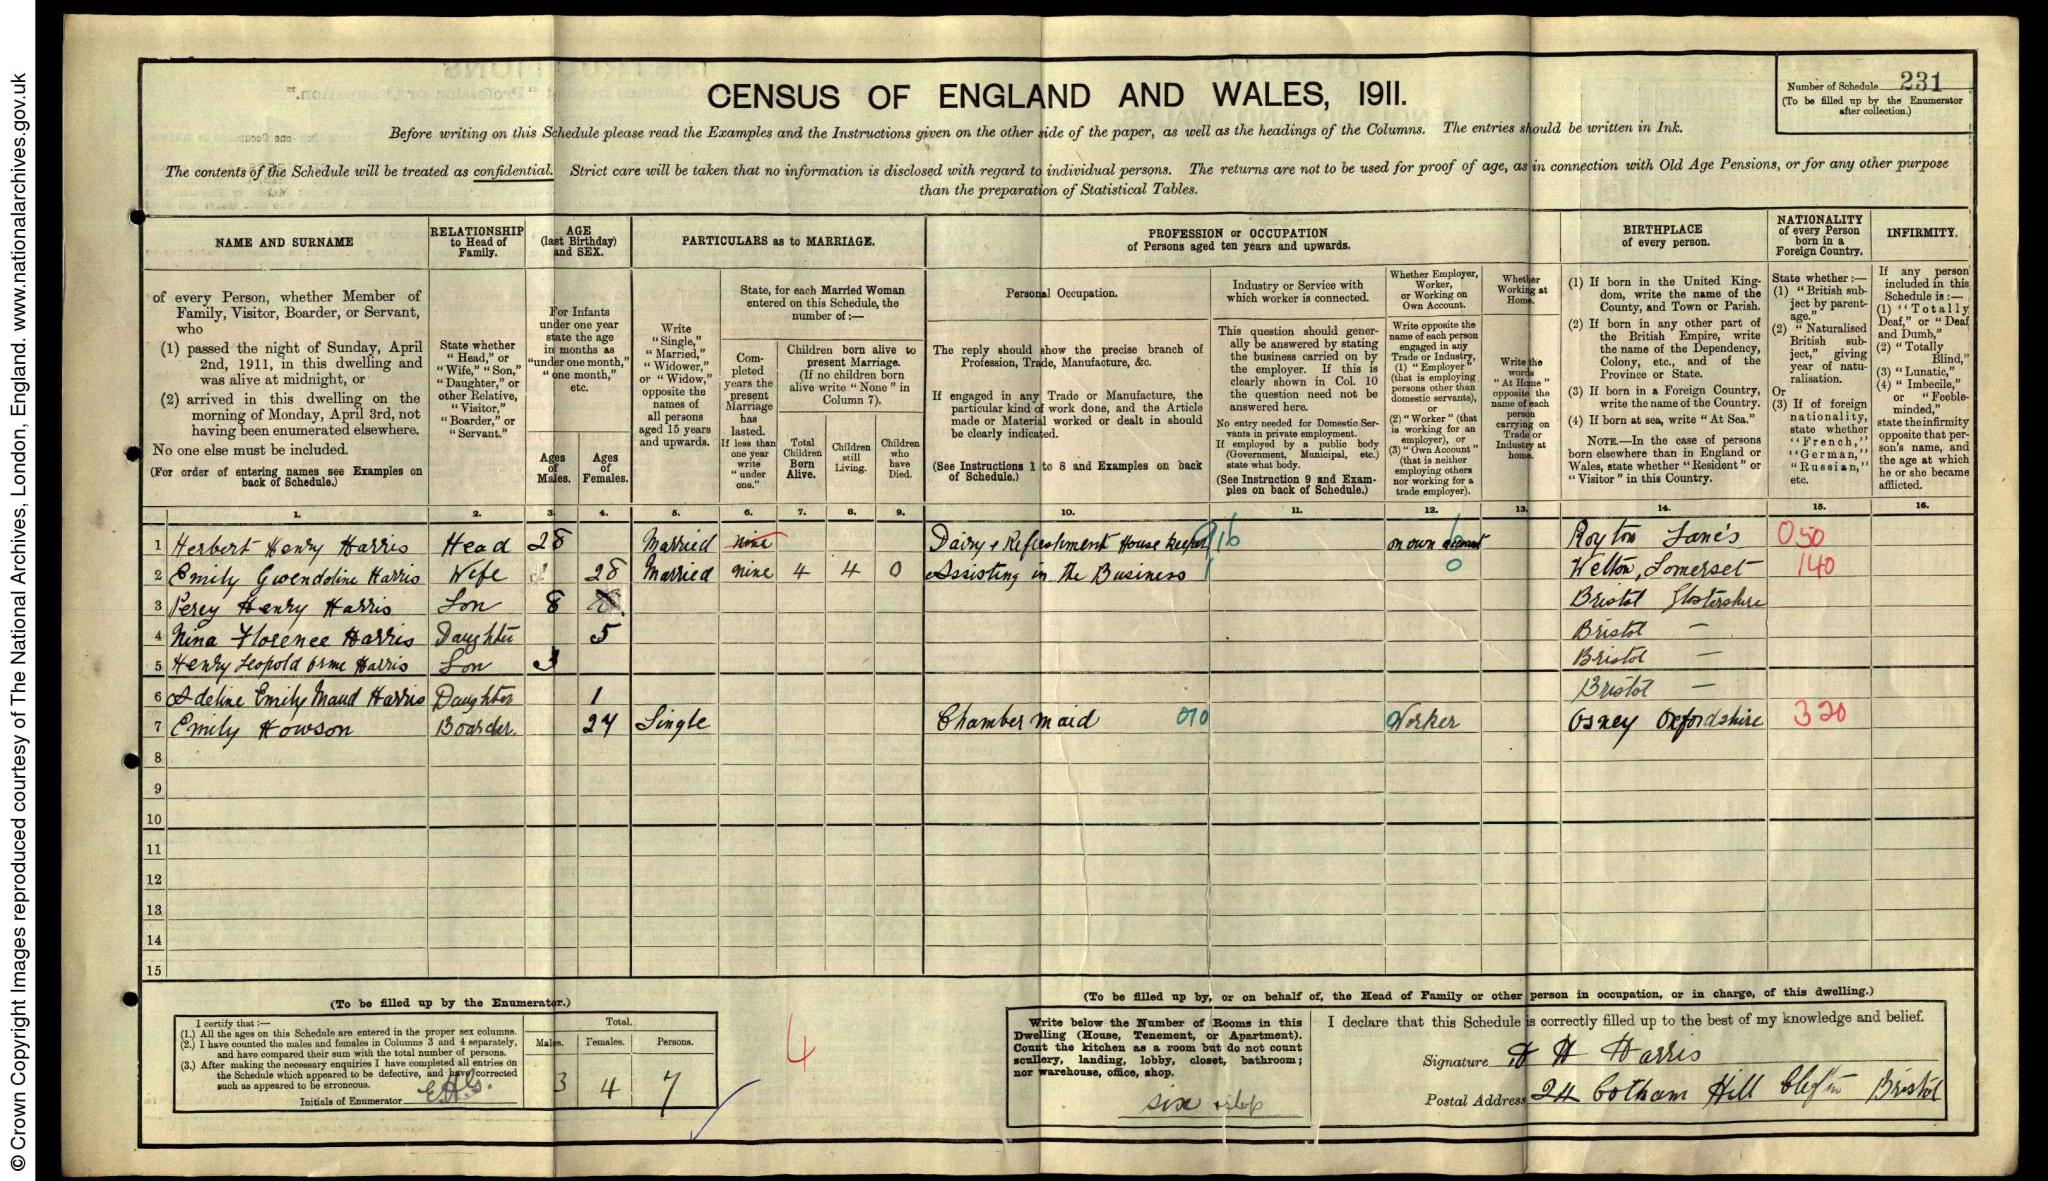 © Crown Copyright Images reproduced courtesy of The National Archives, London, England. www.nationalarchives.gov.uk
CENSUS OF ENGLAND AND WALES, 1911.
Number of Schedule 231
(To be filled up by the Enumerator
after collection.)
Before writing on this Schedule please read the Examples and the Instructions given on the other side of the paper, as well as the headings of the Columns. The entries should be written in Ink.
The contents of the Schedule will be treated as confidential. Strict care will be taken that no information is disclosed with regard to individual persons. The returns are not to be used for proof of age, as in connection with Old Age Pensions, or for any other purpose
than the preparation of Statistical Tables.
NAME AND SURNAME
of every Person, whether Member of
Family, Visitor, Boarder, or Servant,
who
(1) passed the night of Sunday, April
2nd, 1911, in this dwelling and
was alive at midnight, or
(2) arrived in this dwelling on the
morning of Monday, April 3rd, not
having been enumerated elsewhere.
No one else must be included.
(For order of entering names see Examples on
back of Schedule.)
RELATIONSHIP
to Head of
Family.
State whether
"Head," or
"Wife," "Son,"
"Daughter," or
other Relative,
"Visitor,"
"Boarder," or
"Servant."
AGE
(last Birthday)
and SEX.
For Infants
under one year
state the age
in months as
"under one month,"
"one month,"
etc.
Ages
of
Males.
Ages
of
Females.
PARTICULARS as to MARRIAGE.
Write
"Single,"
"Married,"
"Widower,"
or "Widow,"
opposite the
names of
all persons
aged 15 years
and upwards.
State, for each Married Woman
entered on this Schedule, the
number of :—
Com-
pleted
years the
present
Marriage
has
lasted.
If less than
one year
write
"under
one."
Children born alive to
present Marriage.
(If no children born
alive write "None" in
Column 7).
Total
Children
Born
Alive.
Children
still
Living.
Children
who
have
Died.
PROFESSION or OCCUPATION
of Persons aged ten years and upwards.
Personal Occupation.
The reply should show the precise branch of
Profession, Trade, Manufacture, &c.
If engaged in any Trade or Manufacture, the
particular kind of work done, and the Article
made or Material worked or dealt in should
be clearly indicated.
(See Instructions 1 to 8 and Examples on back
of Schedule.)
Industry or Service with
which worker is connected.
This question should gener-
ally be answered by stating
the business carried on by
the employer. If this is
clearly shown in Col. 10
the question need not be
answered here.
No entry needed for Domestic Ser-
vants in private employment.
If employed by a public body
(Government, Municipal, etc.)
state what body.
(See Instruction 9 and Exam-
ples on back of Schedule.)
Whether Employer,
Worker,
or Working on
Own Account.
Write opposite the
name of each person
engaged in any
Trade or Industry,
(1) "Employer"
(that is employing
persons other than
domestic servants),
or
(2) "Worker" (that
is working for an
employer), or
(3) "Own Account"
(that is neither
employing others
nor working for a
trade employer).
Whether
Working at
Home.
Write the
words
"At Home"
opposite the
name of each
person
carrying on
Trade or
Industry at
home.
BIRTHPLACE
of every person.
(1) If born in the United King-
dom, write the name of the
County, and Town or Parish.
(2) If born in any other part of
the British Empire, write
the name of the Dependency,
Colony, etc., and of the
Province or State.
(3) If born in a Foreign Country,
write the name of the Country.
(4) If born at sea, write "At Sea."
NOTE.—In the case of persons
born elsewhere than in England or
Wales, state whether "Resident" or
"Visitor" in this Country.
NATIONALITY
of every Person
born in a
Foreign Country.
State whether :—
(1) "British sub-
ject by parent-
age."
(2) "Naturalised
British sub-
ject," giving
year of natu-
ralisation.
Or
(3) If of foreign
nationality,
state whether
"French,"
"German,"
"Russian,"
etc.
INFIRMITY.
If any person
included in this
Schedule is :—
(1) "Totally
Deaf," or "Deaf
and Dumb,"
(2) "Totally
Blind,"
(3) "Lunatic,"
(4) "Imbecile,"
or "Feeble-
minded,"
state the infirmity
opposite that per-
son's name, and
the age at which
he or she became
afflicted.
1. 2. 3. 4. 5. 6. 7. 8. 9. 10. 11. 12. 13. 14. 15. 16.
1 Herbert Henry Harris Head 28 Married nine Dairy & Refreshment House Keeper 916 on own account 6 Royton Lancs 050
2 Emily Gwendoline Harris Wife 28 Married nine 4 4 0 Assisting in the Business 1 0 Welton, Somerset 140
3 Percy Henry Harris Son 8 Bristol Glostershire
4 Nina Florence Harris Daughter 5 Bristol —
5 Henry Leopold Orme Harris Son 3 Bristol —
6 Adeline Emily Maud Harris Daughter 1 Bristol —
7 Emily Howson Boarder 27 Single Chambermaid 070 Worker Osney Oxfordshire 320
8
9
10
11
12
13
14
15
(To be filled up by the Enumerator.)
I certify that :—
(1.) All the ages on this Schedule are entered in the proper sex columns.
(2.) I have counted the males and females in Columns 3 and 4 separately,
and have compared their sum with the total number of persons.
(3.) After making the necessary enquiries I have completed all entries on
the Schedule which appeared to be defective, and have corrected
such as appeared to be erroneous.
Initials of Enumerator
Total.
Males. Females. Persons.
3 4 7
4
(To be filled up by, or on behalf of, the Head of Family or other person in occupation, or in charge, of this dwelling.)
Write below the Number of Rooms in this
Dwelling (House, Tenement, or Apartment).
Count the kitchen as a room but do not count
scullery, landing, lobby, closet, bathroom;
nor warehouse, office, shop.
six
I declare that this Schedule is correctly filled up to the best of my knowledge and belief.
Signature H H Harris
Postal Address 24 Cotham Hill Clifton Bristol